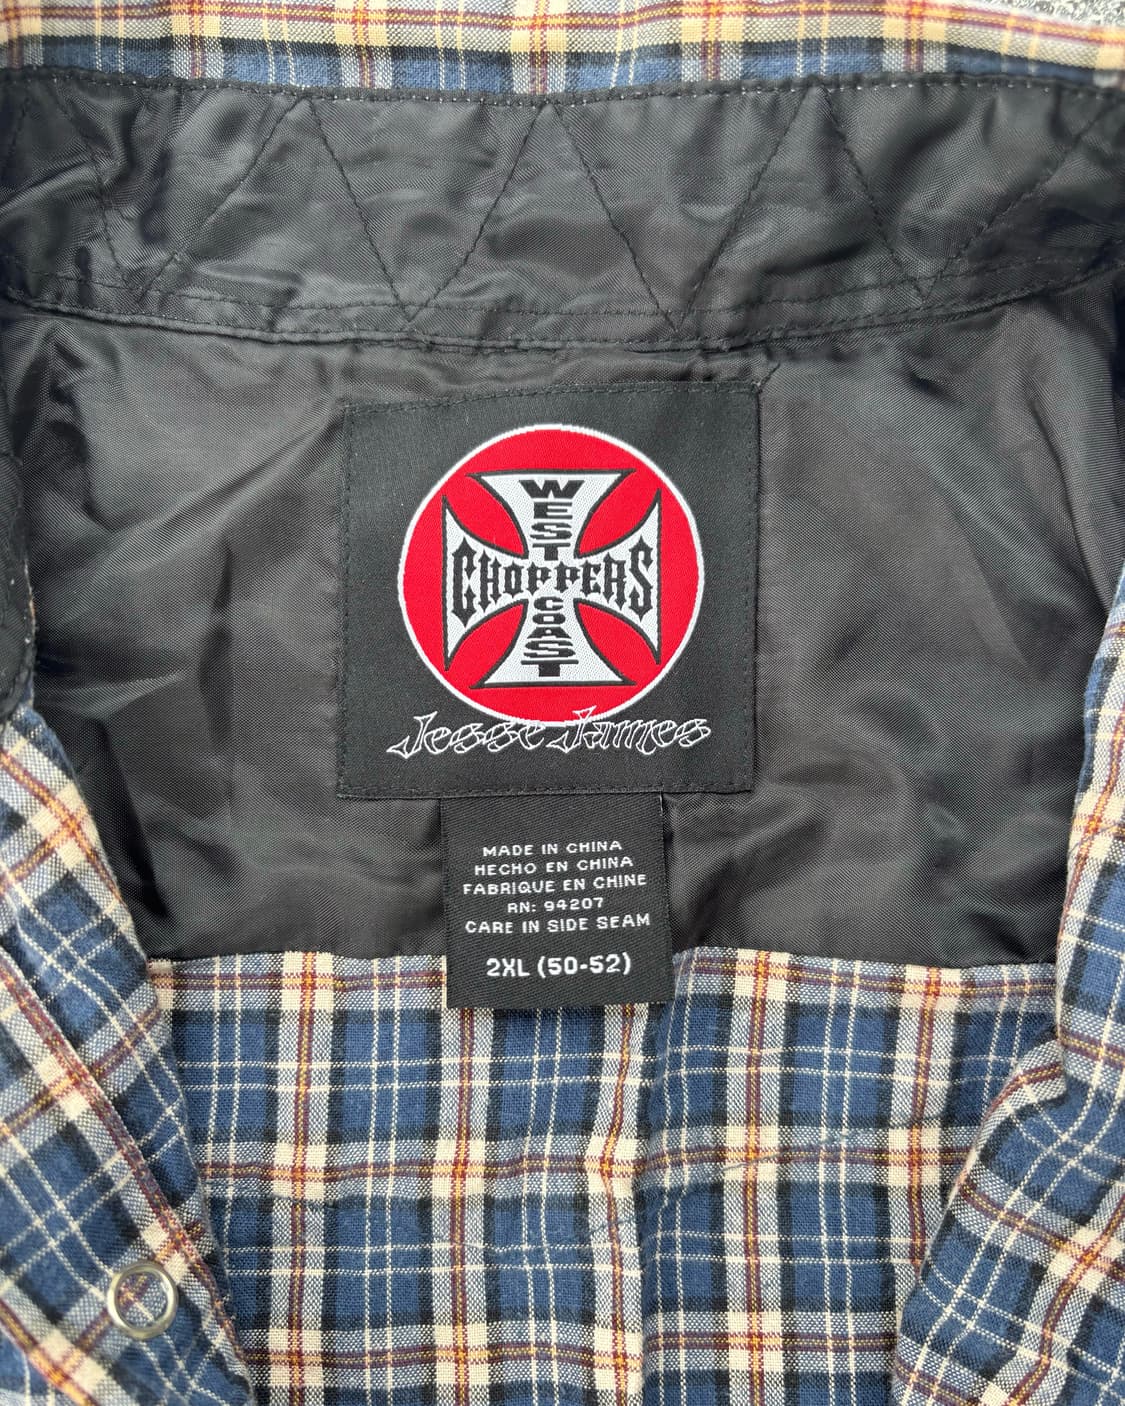 WEST
CHOPPERS
COAST
Jesse James
MADE IN CHINA
HECHO EN CHINA
FABRIQUE EN CHINE
RN: 94207
CARE IN SIDE SEAM
2XL (50-52)